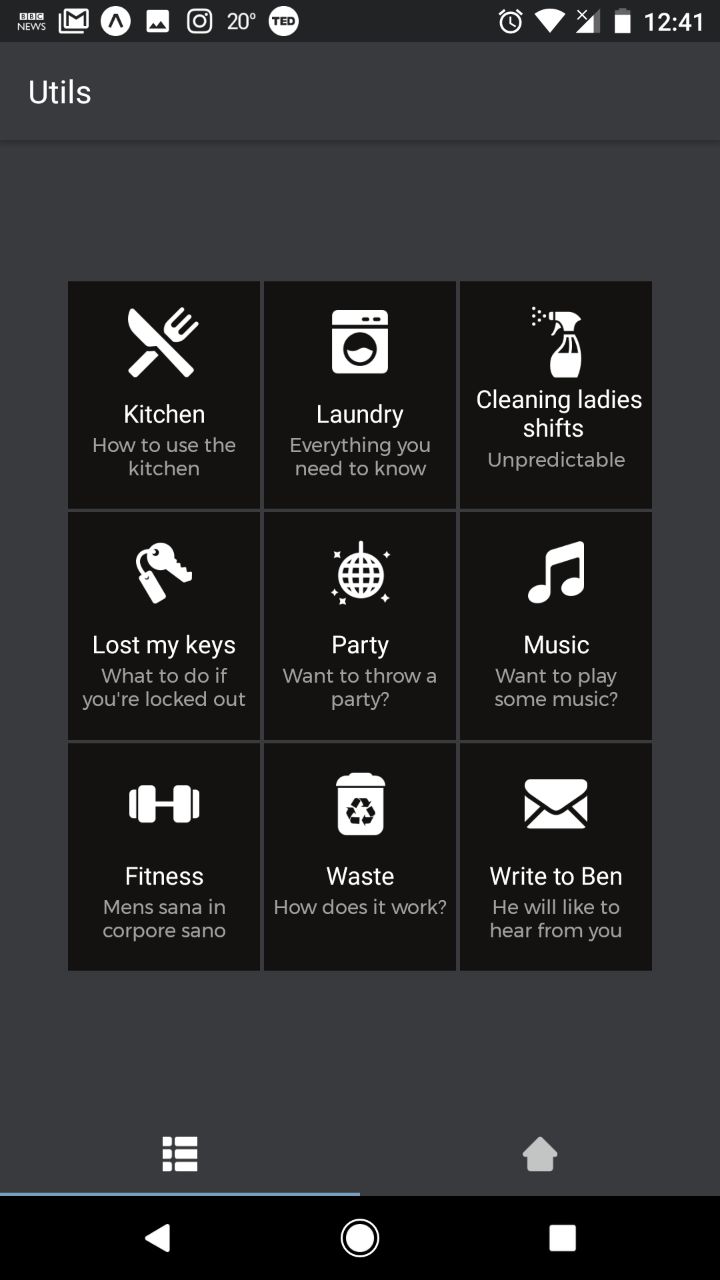 BBC
NEWS
20°
TED
12:41
Utils
Kitchen
How to use the
kitchen
Laundry
Everything you
need to know
Cleaning ladies
shifts
Unpredictable
Lost my keys
What to do if
you're locked out
Party
Want to throw a
party?
Music
Want to play
some music?
Fitness
Mens sana in
corpore sano
Waste
How does it work?
Write to Ben
He will like to
hear from you